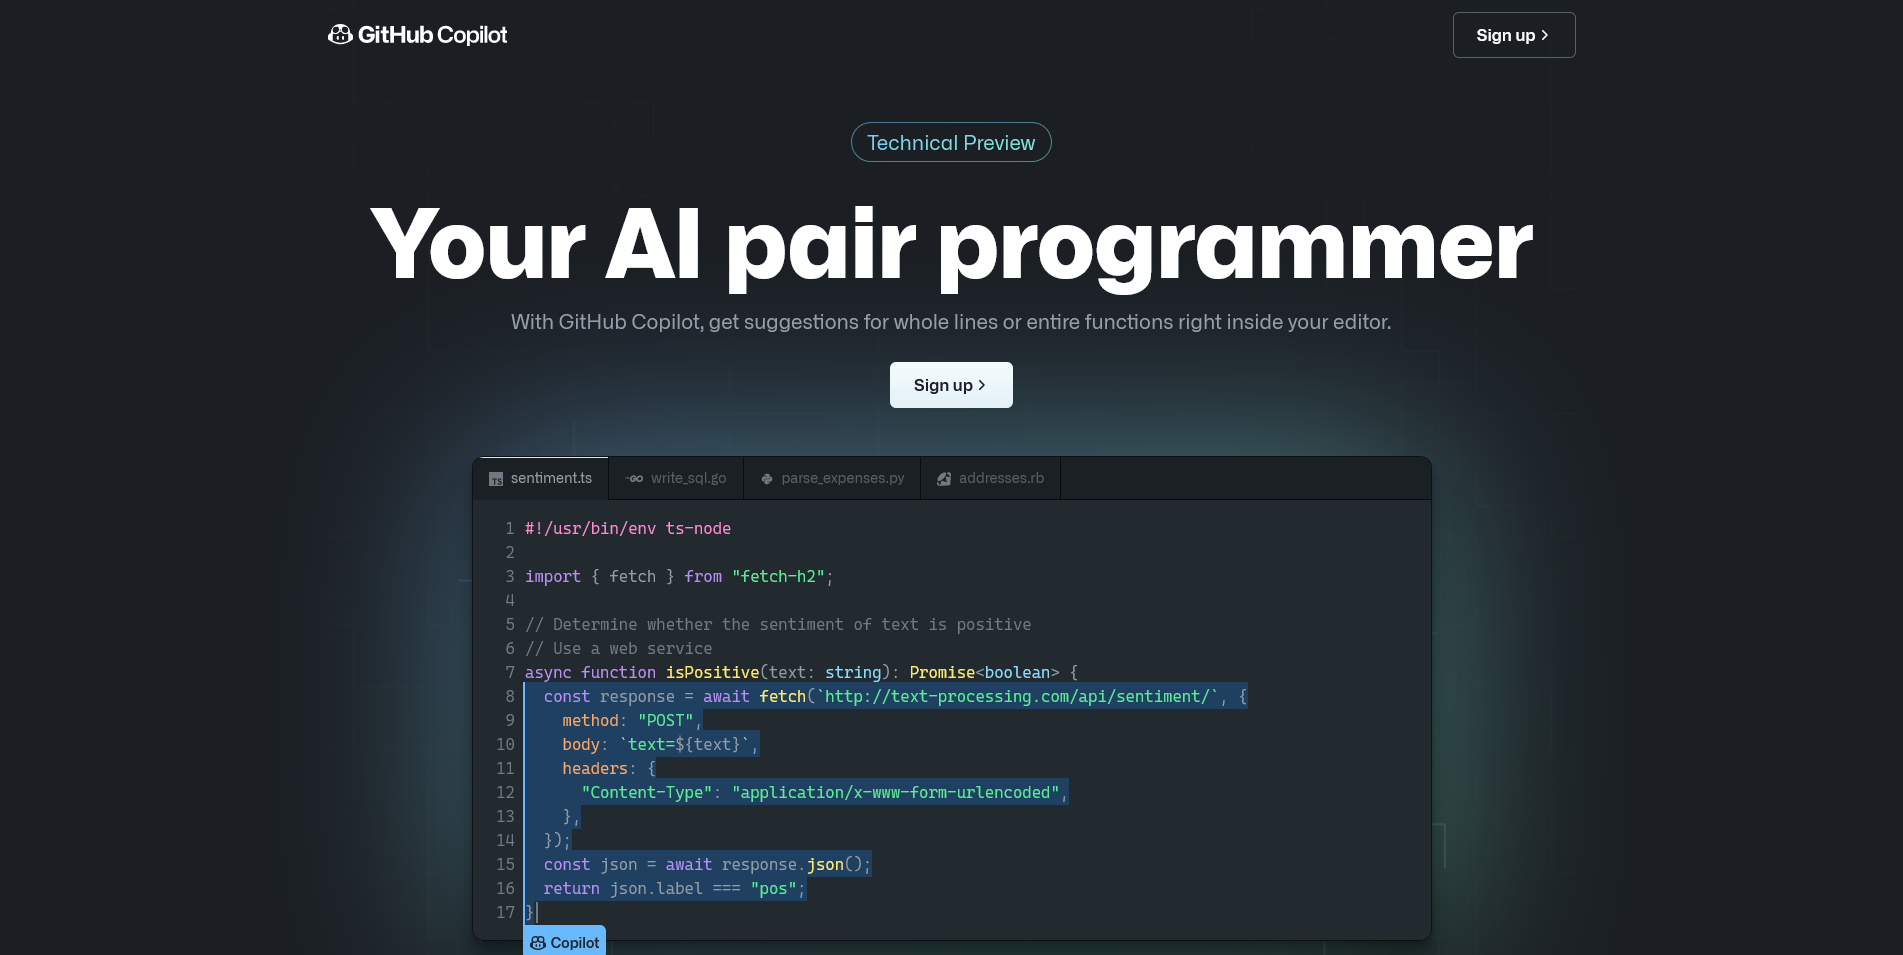 GitHub Copilot
Sign up
Technical Preview
Your AI pair programmer
With GitHub Copilot, get suggestions for whole lines or entire functions right inside your editor.
Sign up
TS sentiment.ts
GO write_sql.go
parse_expenses.py
addresses.rb
1 #!/usr/bin/env ts-node
2
3 import { fetch } from "fetch-h2";
4
5 // Determine whether the sentiment of text is positive
6 // Use a web service
7 async function isPositive(text: string): Promise<boolean> {
8   const response = await fetch(`http://text-processing.com/api/sentiment/`, {
9     method: "POST",
10     body: `text=${text}`,
11     headers: {
12       "Content-Type": "application/x-www-form-urlencoded",
13     },
14   });
15   const json = await response.json();
16   return json.label === "pos";
17 }
Copilot